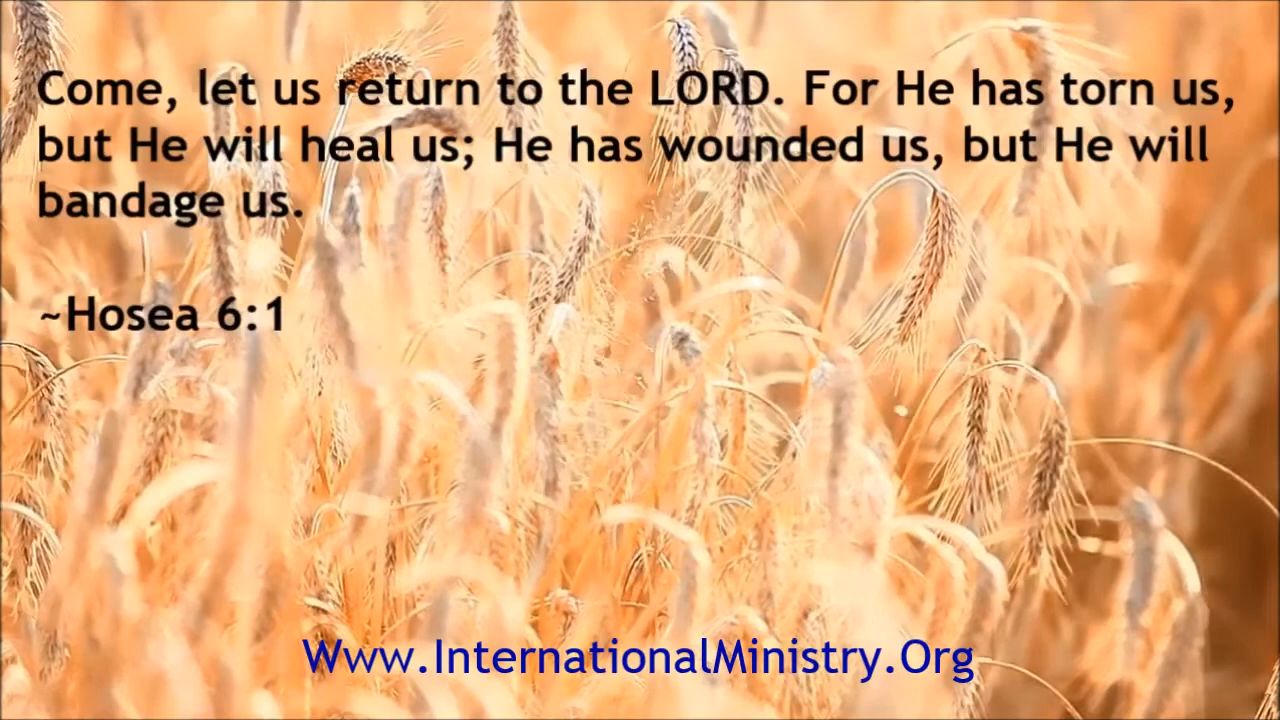 Come, let us return to the LORD. For He has torn us,
but He will heal us; He has wounded us, but He will
bandage us.
~Hosea 6:1
Www.InternationalMinistry.Org